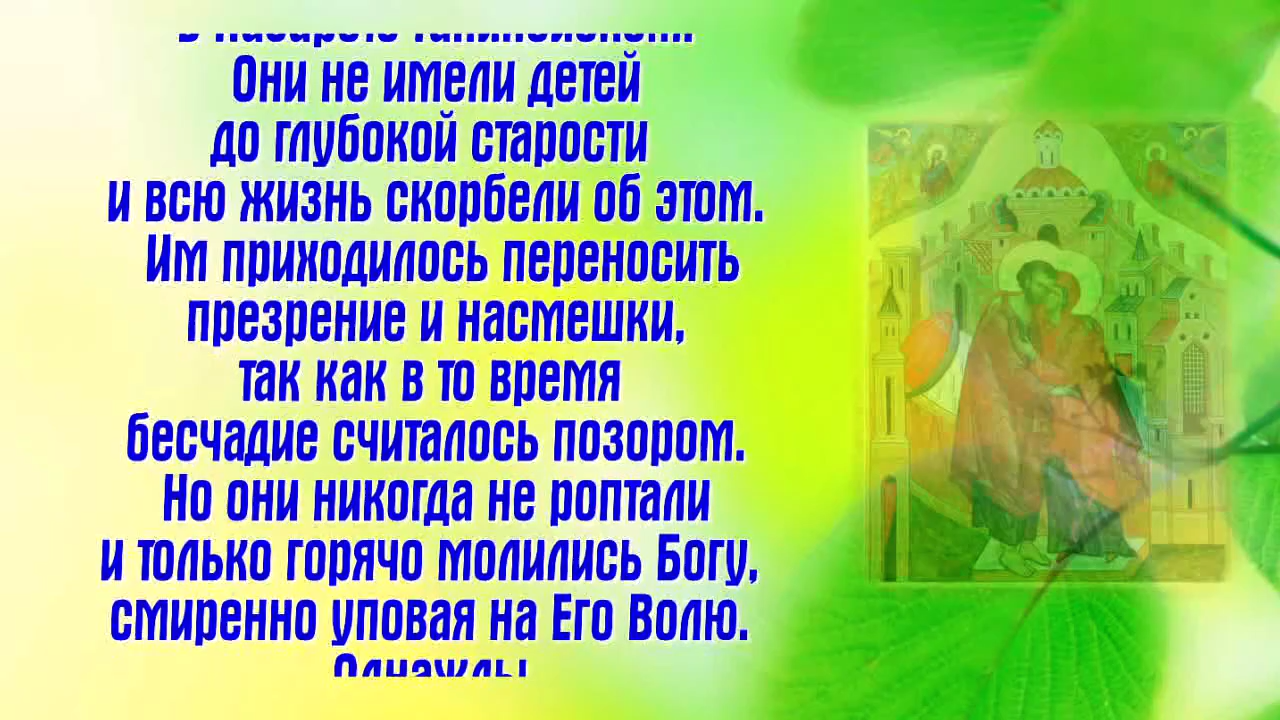 Они не имели детей
до глубокой старости
и всю жизнь скорбели об этом.
Им приходилось переносить
презрение и насмешки,
так как в то время
бесчадие считалось позором.
Но они никогда не роптали
и только горячо молились Богу,
смиренно уповая на Его Волю.
Однажды